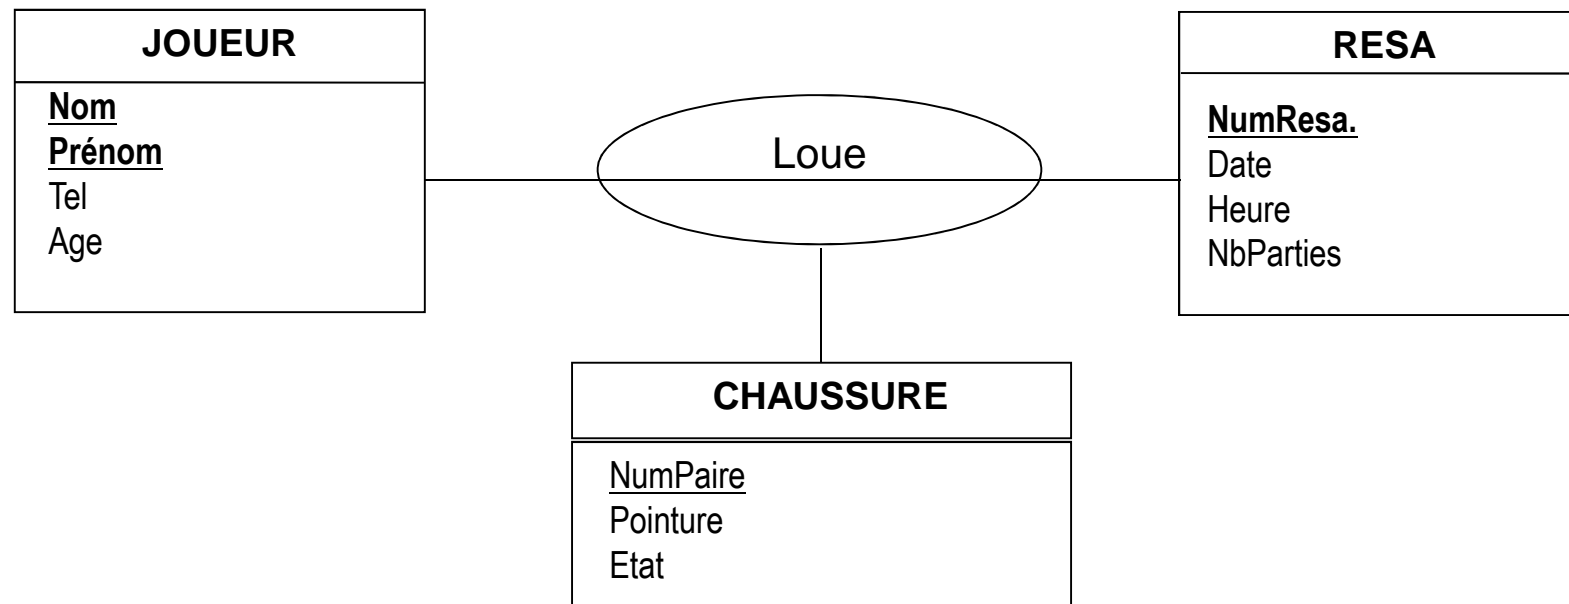 JOUEUR
Nom
Prénom
Tel
Age
Loue
RESA
NumResa.
Date
Heure
NbParties
CHAUSSURE
NumPaire
Pointure
Etat